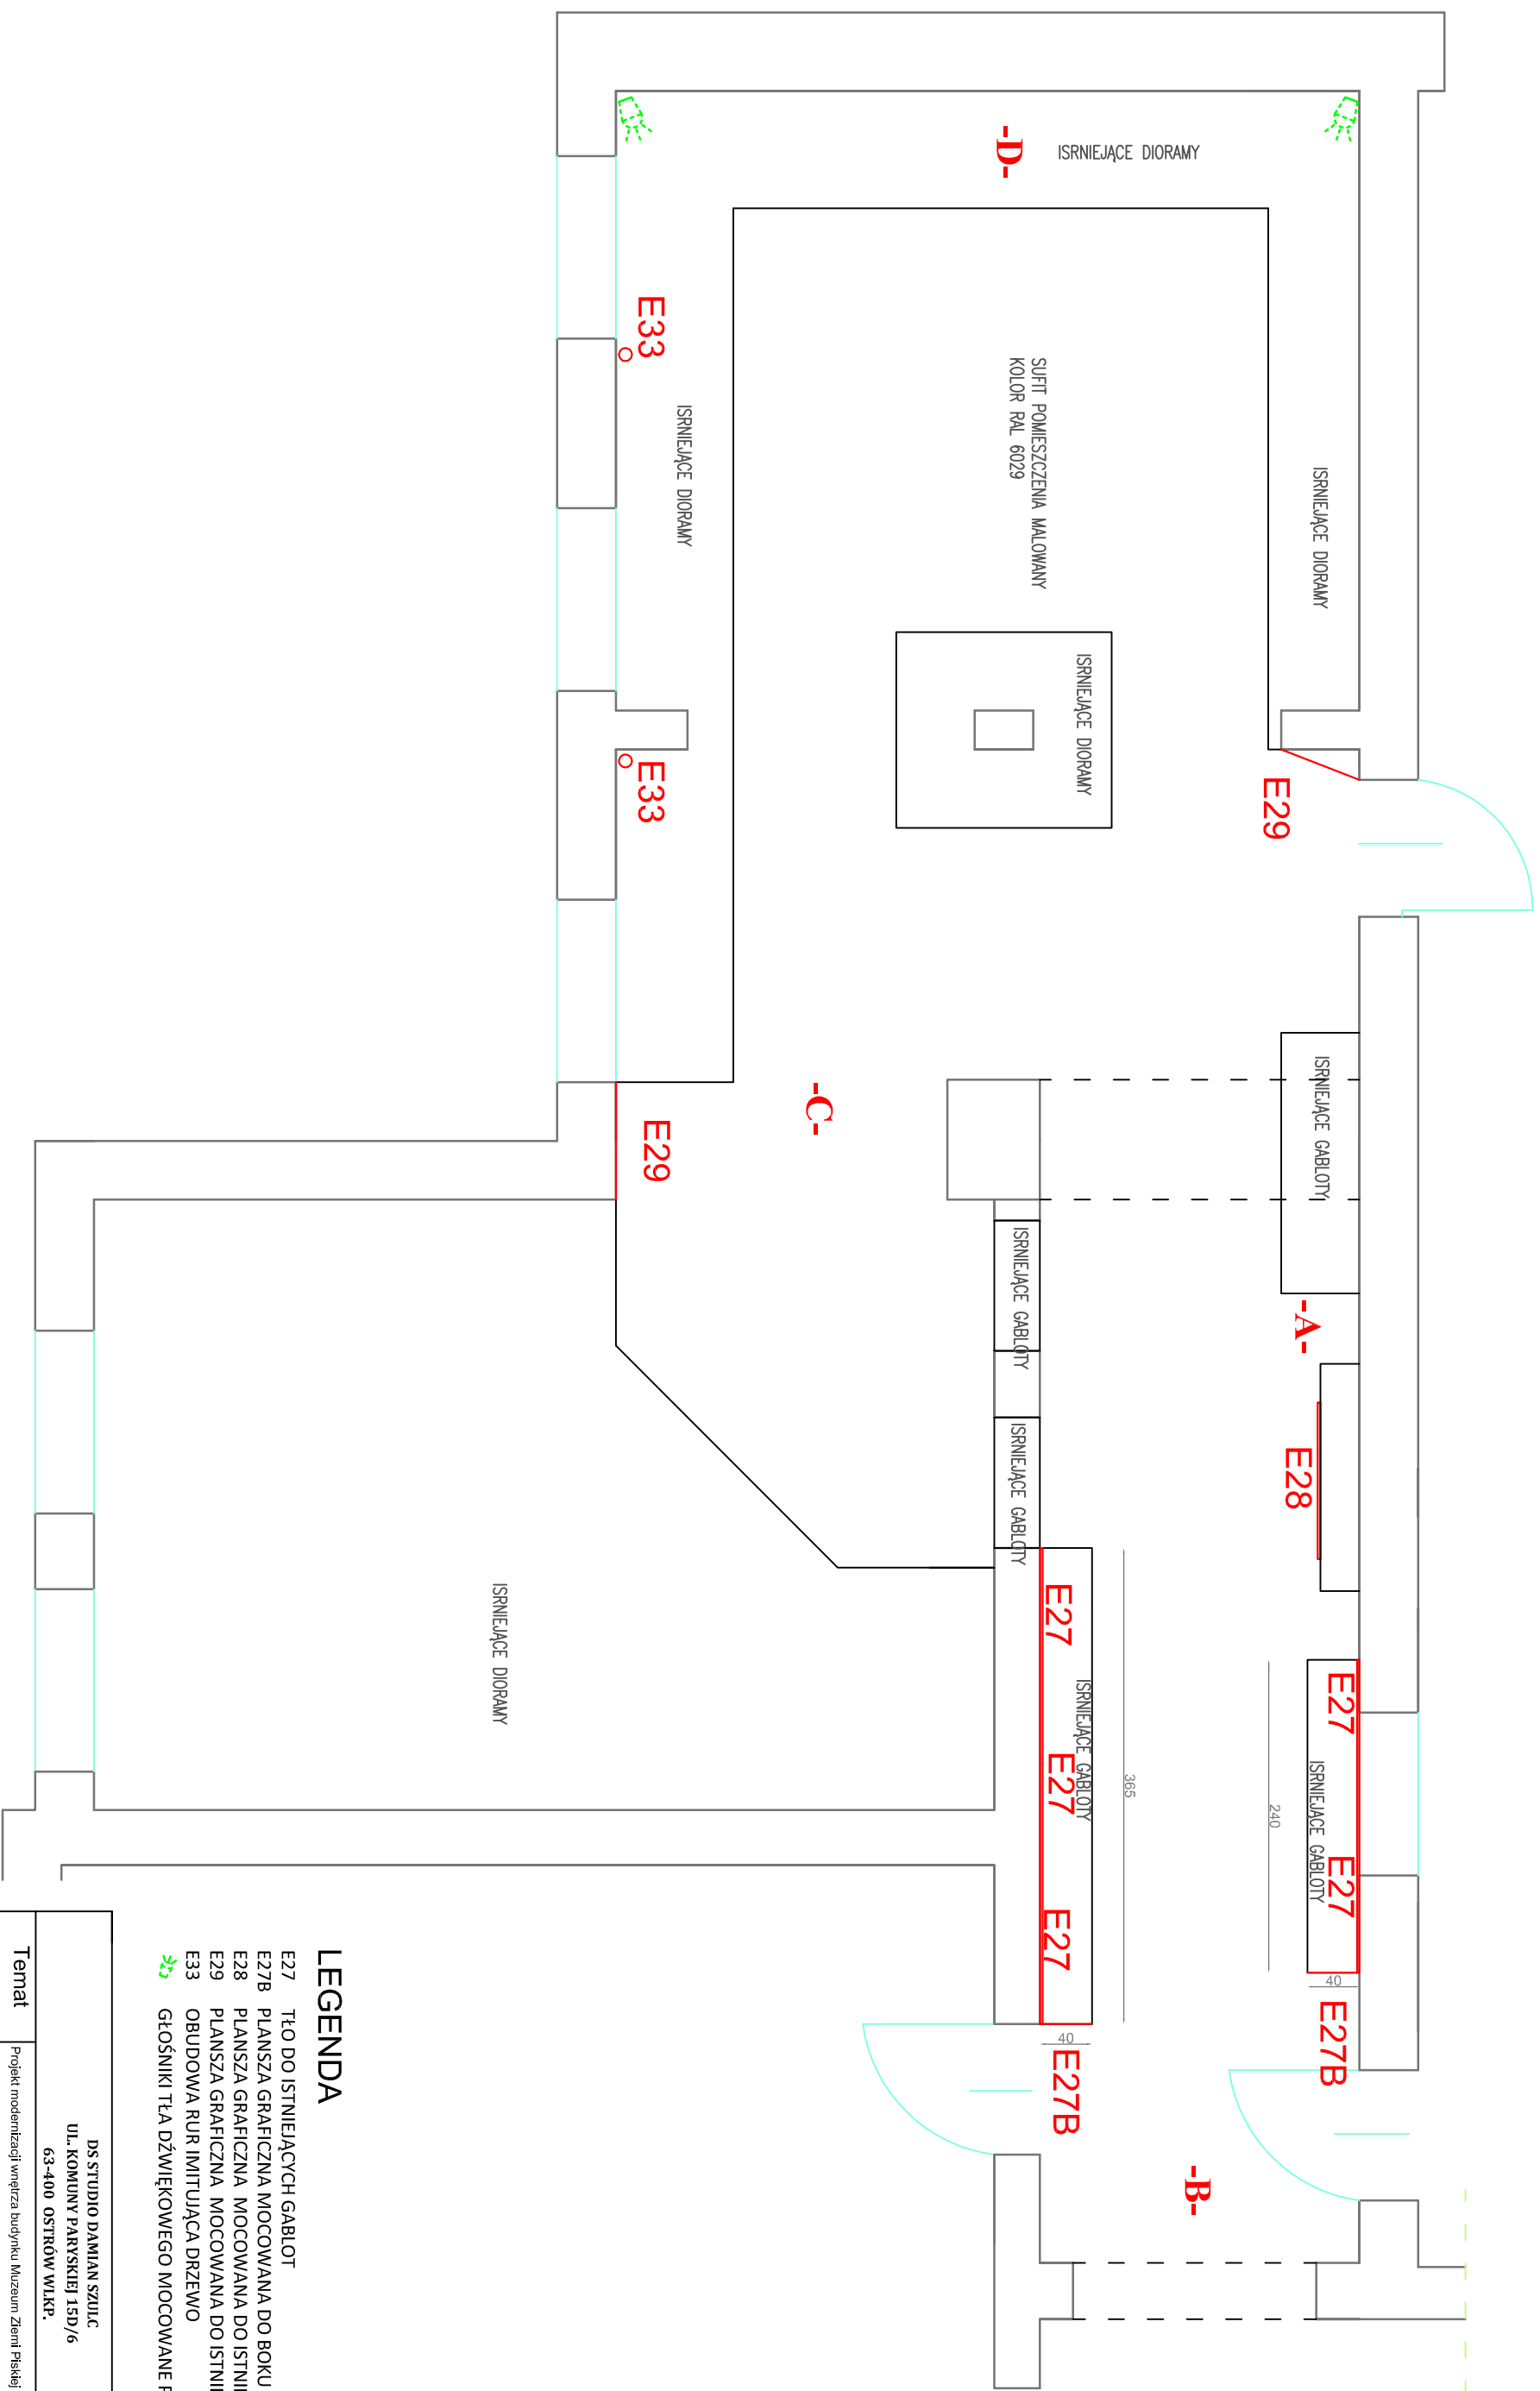 -D-
ISRNIEJĄCE DIORAMY
E33
ISRNIEJĄCE DIORAMY
SUFIT POMIESZCZENIA MALOWANY
KOLOR RAL 6029
ISRNIEJĄCE DIORAMY
ISRNIEJĄCE DIORAMY
E33
E29
-C-
E29
ISRNIEJĄCE GABLOTY
-A-
ISRNIEJĄCE GABLOTY
ISRNIEJĄCE GABLOTY
E28
ISRNIEJĄCE DIORAMY
E27
E27
E27
ISRNIEJĄCE GABLOTY
365
E27
E27
ISRNIEJĄCE GABLOTY
240
40
E27B
40
E27B
-B-
LEGENDA
E27 TŁO DO ISTNIEJĄCYCH GABLOT
E27B PLANSZA GRAFICZNA MOCOWANA DO BOKU
E28 PLANSZA GRAFICZNA MOCOWANA DO
E29 PLANSZA GRAFICZNA MOCOWANA DO
E33 OBUDOWA RUR IMITUJĄCA DRZEWO
GŁOŚNIKI TŁA DŹWIĘKOWEGO MOCOWANE
DS STUDIO DAMIAN SZULC
UL. KOMUNY PARYSKIEJ 15D/6
63-400 OSTRÓW WLKP.
Temat
Projekt modernizacji wnętrza budynku Muzeum Ziemi Piskiej